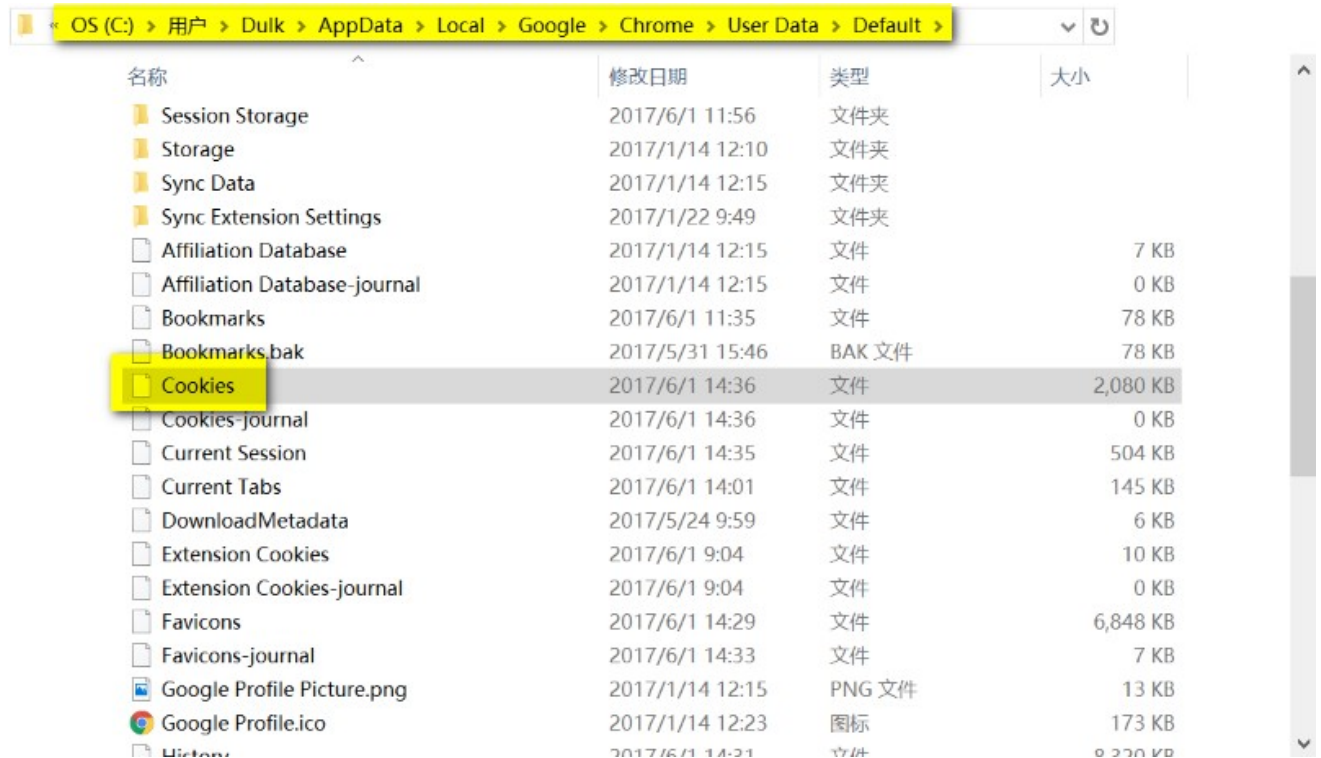 « OS (C:) > 用户 > Dulk > AppData > Local > Google > Chrome > User Data > Default >
名称 修改日期 类型 大小
Session Storage 2017/6/1 11:56 文件夹
Storage 2017/1/14 12:10 文件夹
Sync Data 2017/1/14 12:15 文件夹
Sync Extension Settings 2017/1/22 9:49 文件夹
Affiliation Database 2017/1/14 12:15 文件 7 KB
Affiliation Database-journal 2017/1/14 12:15 文件 0 KB
Bookmarks 2017/6/1 11:35 文件 78 KB
Bookmarks.bak 2017/5/31 15:46 BAK 文件 78 KB
Cookies 2017/6/1 14:36 文件 2,080 KB
Cookies-journal 2017/6/1 14:36 文件 0 KB
Current Session 2017/6/1 14:35 文件 504 KB
Current Tabs 2017/6/1 14:01 文件 145 KB
DownloadMetadata 2017/5/24 9:59 文件 6 KB
Extension Cookies 2017/6/1 9:04 文件 10 KB
Extension Cookies-journal 2017/6/1 9:04 文件 0 KB
Favicons 2017/6/1 14:29 文件 6,848 KB
Favicons-journal 2017/6/1 14:33 文件 7 KB
Google Profile Picture.png 2017/1/14 12:15 PNG 文件 13 KB
Google Profile.ico 2017/1/14 12:23 图标 173 KB
History 2017/6/1 14:31 文件 KB